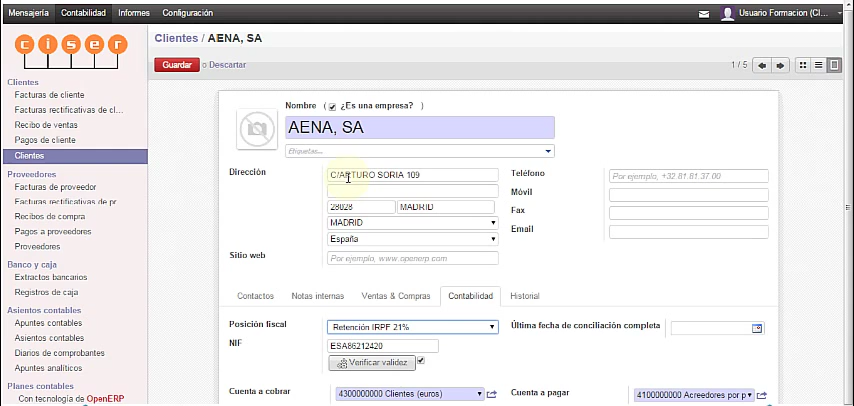 Mensajería Contabilidad Informes Configuración Usuario Formacion (CI...
ciser
Clientes
Facturas de cliente
Facturas rectificativas de cl...
Recibo de ventas
Pagos de cliente
Clientes
Proveedores
Facturas de proveedor
Facturas rectificativas de pr
Recibos de compra
Pagos a proveedores
Proveedores
Banco y caja
Extractos bancarios
Registros de caja
Asientos contables
Apuntes contables
Asientos contables
Diarios de comprobantes
Apuntes analíticos
Planes contables
Con tecnología de OpenERP
Clientes / AENA, SA
Guardar o Descartar 1 / 5
Nombre ( ¿Es una empresa? )
AENA, SA
Etiquetas...
Dirección C/ARTURO SORIA 109
28028 MADRID
MADRID
España
Sitio web Por ejemplo, www.openerp.com
Teléfono Por ejemplo, +32.81.81.37.00
Móvil
Fax
Email
Contactos Notas internas Ventas & Compras Contabilidad Historial
Posición fiscal Retención IRPF 21% Última fecha de conciliación completa
NIF ESA86212420
Verificar validez
Cuenta a cobrar 4300000000 Clientes (euros) Cuenta a pagar 4100000000 Acreedores por p